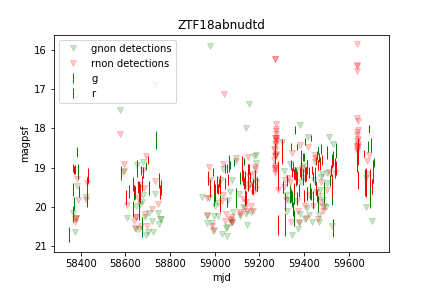 ZTF18abnudtd
gnon detections
rnon detections
g
r
magpsf
16
17
18
19
20
21
58400 58600 58800 59000 59200 59400 59600
mjd